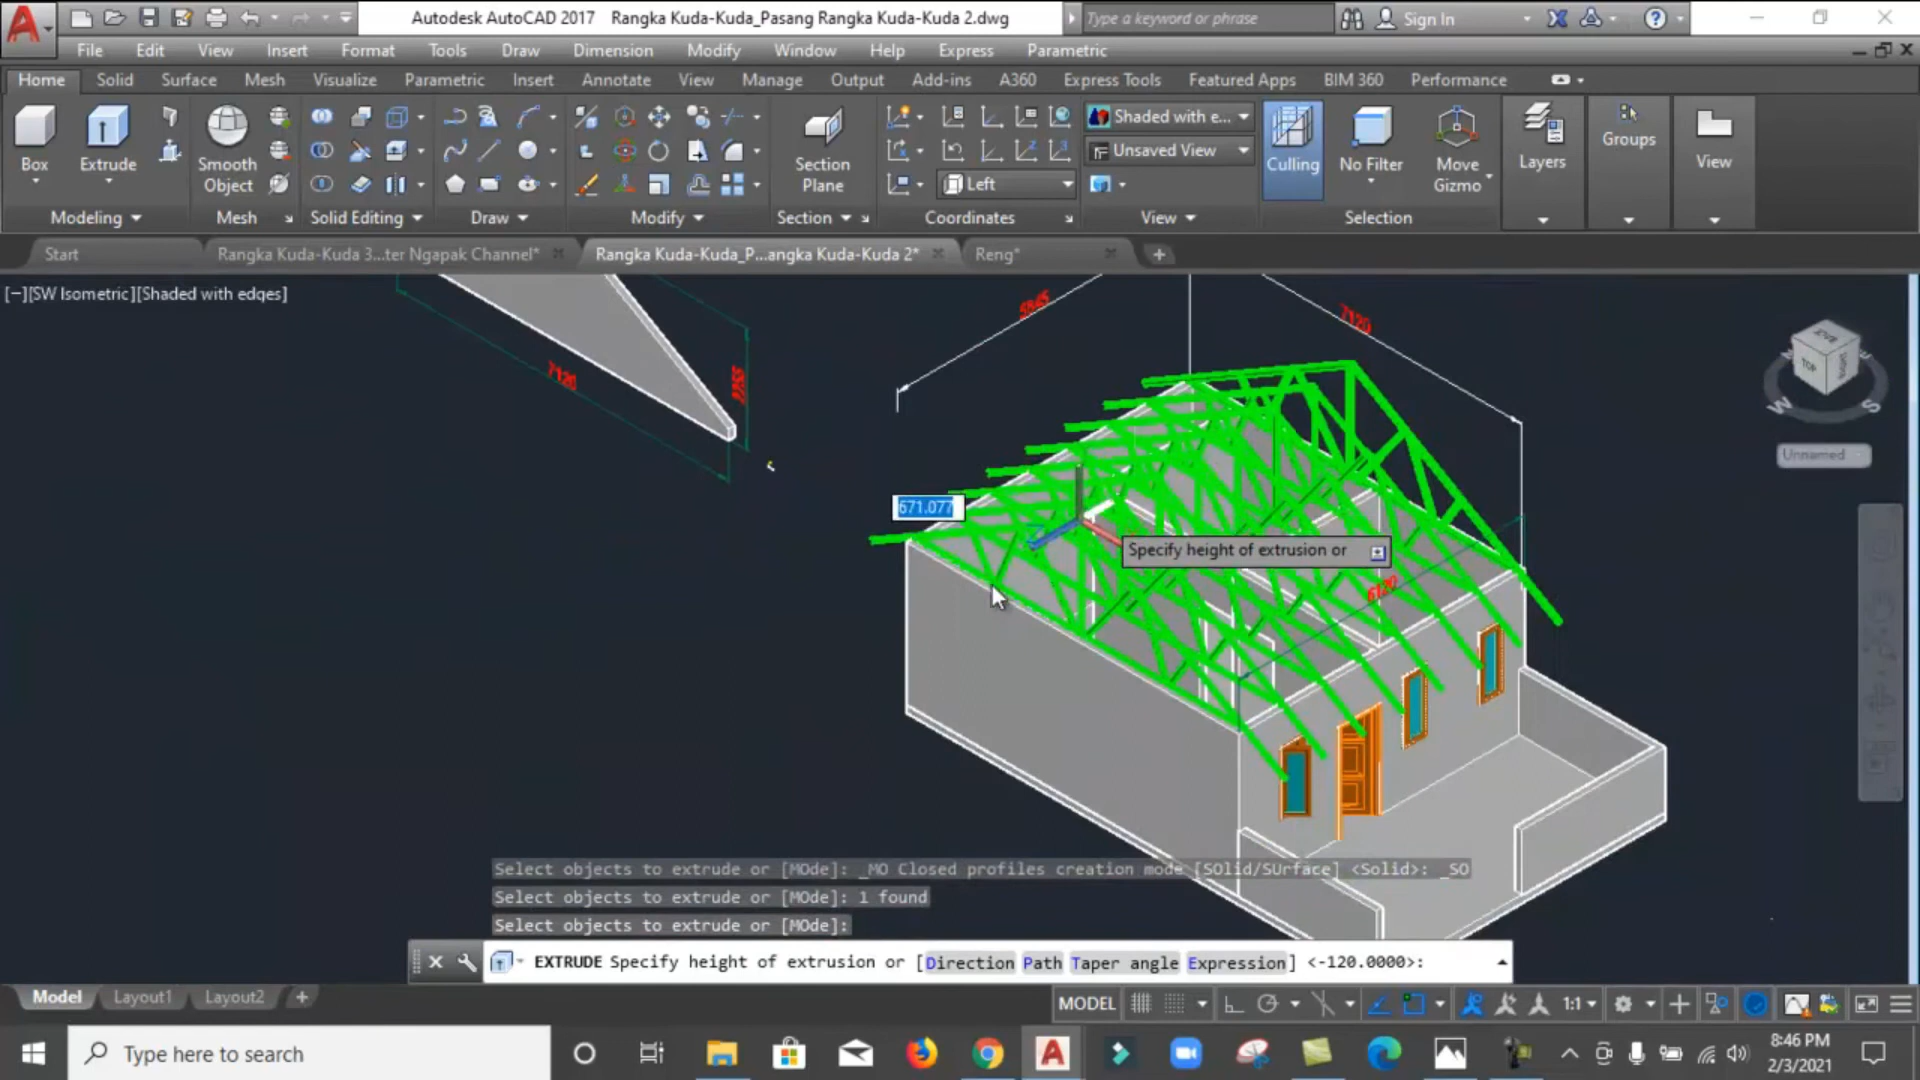 Autodesk AutoCAD 2017 Rangka Kuda-Kuda_Pasang Rangka Kuda-Kuda 2.dwg
Type a keyword or phrase
Sign In
File Edit View Insert Format Tools Draw Dimension Modify Window Help Express Parametric
Home Solid Surface Mesh Visualize Parametric Insert Annotate View Manage Output Add-ins A360 Express Tools Featured Apps BIM 360 Performance
Box
Extrude
Smooth
Object
Section
Plane
Shaded with e...
Unsaved View
Left
Culling
No Filter
Move
Gizmo
Layers
Groups
View
Modeling Mesh Solid Editing Draw Modify Section Coordinates View Selection
Start Rangka Kuda-Kuda 3...ter Ngapak Channel* Rangka Kuda-Kuda_P...angka Kuda-Kuda 2* Reng*
[−][SW Isometric][Shaded with edges]
7120
2255
5845
7120
6120
TOP
W
S
Unnamed
671.077
Specify height of extrusion or
Select objects to extrude or [MOde]: _MO Closed profiles creation mode [SOlid/SUrface] <Solid>: _SO
Select objects to extrude or [MOde]: 1 found
Select objects to extrude or [MOde]:
EXTRUDE Specify height of extrusion or [Direction Path Taper angle Expression] <-120.0000>:
Model Layout1 Layout2
MODEL
1:1
Type here to search
8:46 PM
2/3/2021